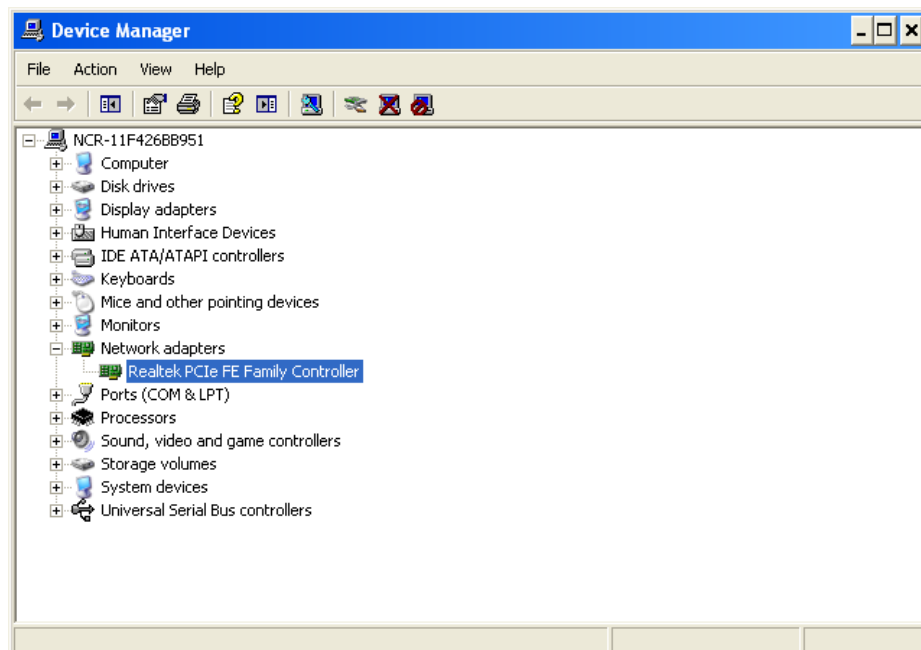 Device Manager
File Action View Help
NCR-11F426BB951
Computer
Disk drives
Display adapters
Human Interface Devices
IDE ATA/ATAPI controllers
Keyboards
Mice and other pointing devices
Monitors
Network adapters
Realtek PCIe FE Family Controller
Ports (COM & LPT)
Processors
Sound, video and game controllers
Storage volumes
System devices
Universal Serial Bus controllers